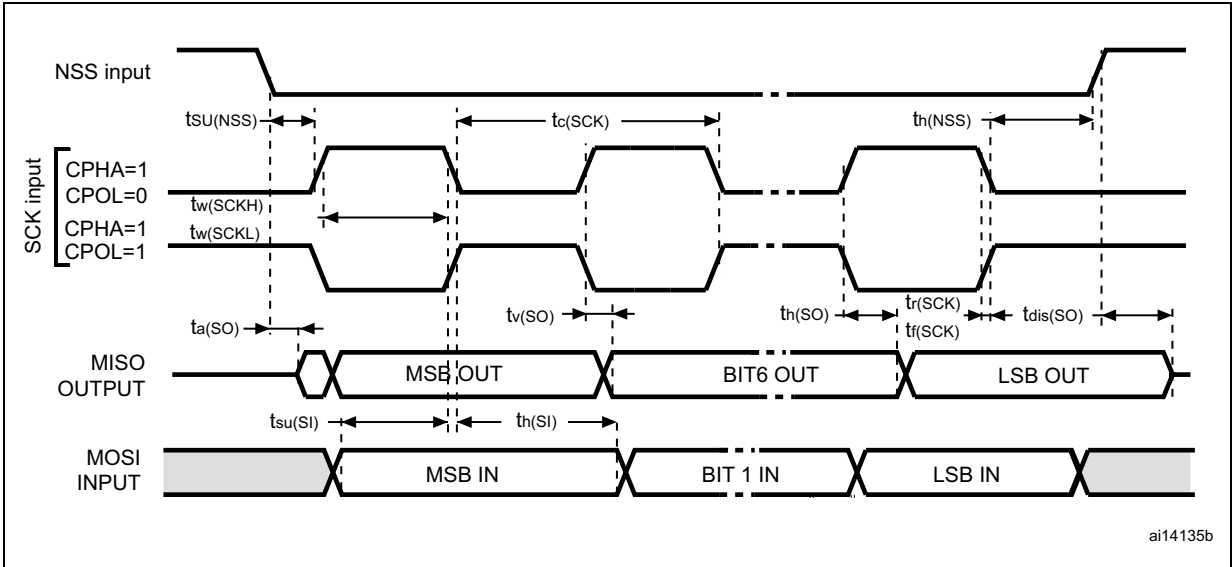 NSS input
tSU(NSS)
tc(SCK)
th(NSS)
SCK input
CPHA=1
CPOL=0
tw(SCKH)
CPHA=1
tw(SCKL)
CPOL=1
ta(SO)
tv(SO)
th(SO)
tr(SCK)
tf(SCK)
tdis(SO)
MISO
OUTPUT
MSB OUT
BIT6 OUT
LSB OUT
tsu(SI)
th(SI)
MOSI
INPUT
MSB IN
BIT 1 IN
LSB IN
ai14135b